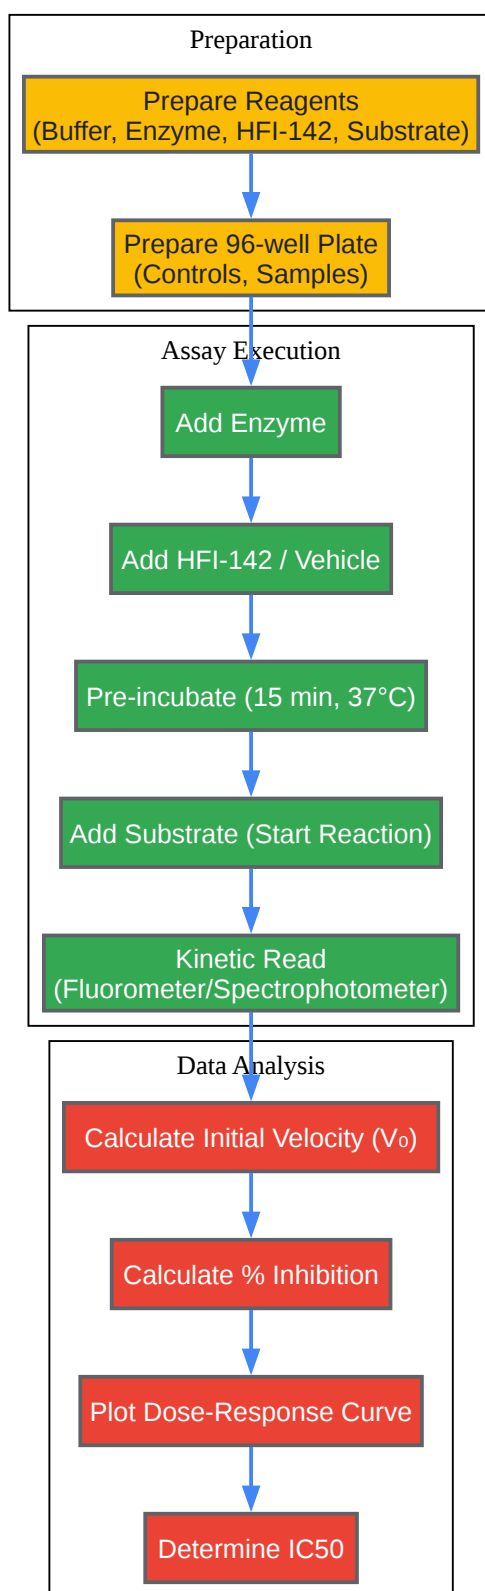 Preparation
Prepare Reagents
(Buffer, Enzyme, HFI-142, Substrate)
Prepare 96-well Plate
(Controls, Samples)
Assay Execution
Add Enzyme
Add HFI-142 / Vehicle
Pre-incubate (15 min, 37°C)
Add Substrate (Start Reaction)
Kinetic Read
(Fluorometer/Spectrophotometer)
Data Analysis
Calculate Initial Velocity (V₀)
Calculate % Inhibition
Plot Dose-Response Curve
Determine IC50